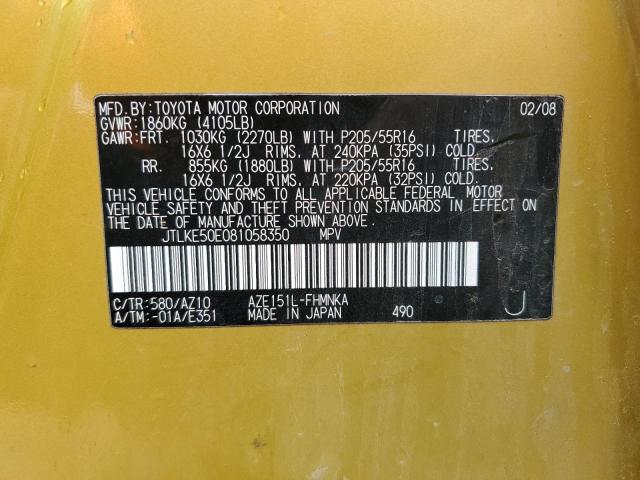 MFD.BY:TOYOTA MOTOR CORPORATION 02/08
GVWR:1860KG (4105LB)
GAWR:FRT. 1030KG (2270LB) WITH P205/55R16 TIRES,
16X6 1/2J RIMS, AT 240KPA (35PSI) COLD
RR. 855KG (1880LB) WITH P205/55R16 TIRES,
16X6 1/2J RIMS, AT 220KPA (32PSI) COLD.
THIS VEHICLE CONFORMS TO ALL APPLICABLE FEDERAL MOTOR
VEHICLE SAFETY AND THEFT PREVENTION STANDARDS IN EFFECT ON
THE DATE OF MANUFACTURE SHOWN ABOVE.
JTLKE50E081058350 MPV
C/TR:580/AZ10 AZE151L-FHMNKA
A/TM:-01A/E351 MADE IN JAPAN 490 J